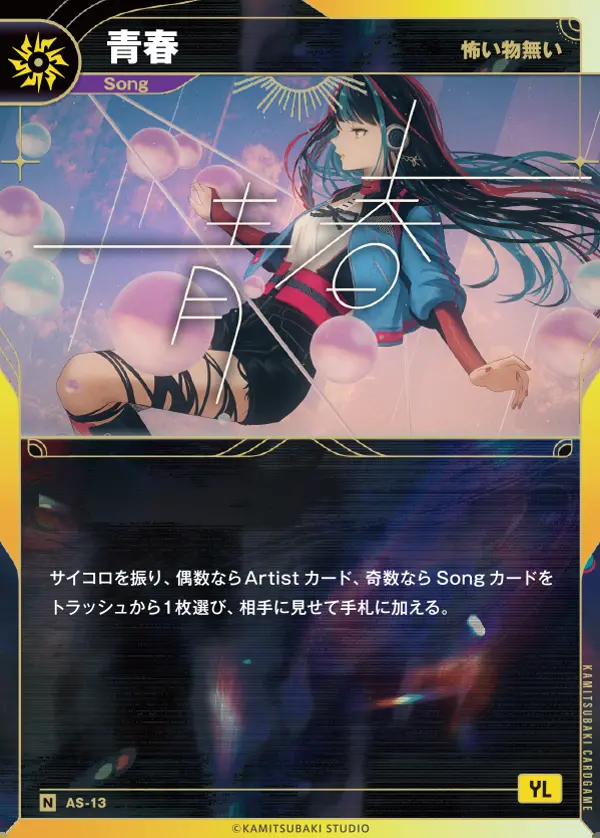 青春
怖い物無い
Song
青春
サイコロを振り、偶数ならArtistカード、奇数ならSongカードを
トラッシュから1枚選び、相手に見せて手札に加える。
KAMITSUBAKI CARDGAME
YL
N AS-13
©KAMITSUBAKI STUDIO